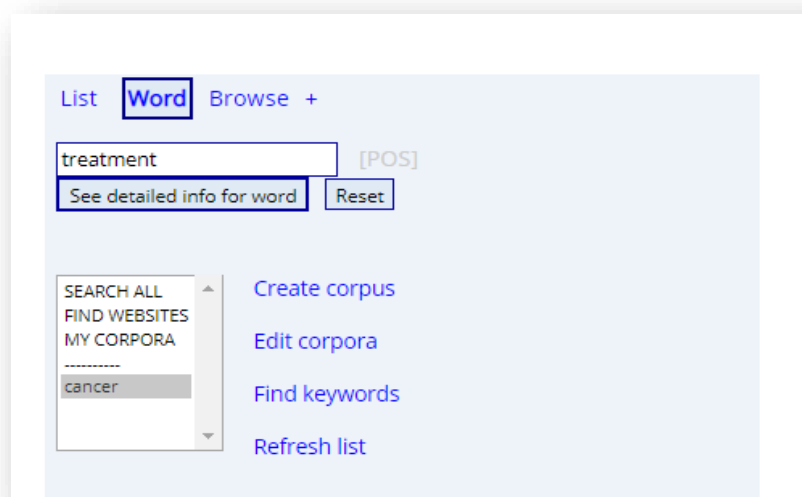 List Word Browse +
treatment [POS]
See detailed info for word Reset
SEARCH ALL
FIND WEBSITES
MY CORPORA
----------
cancer
Create corpus
Edit corpora
Find keywords
Refresh list